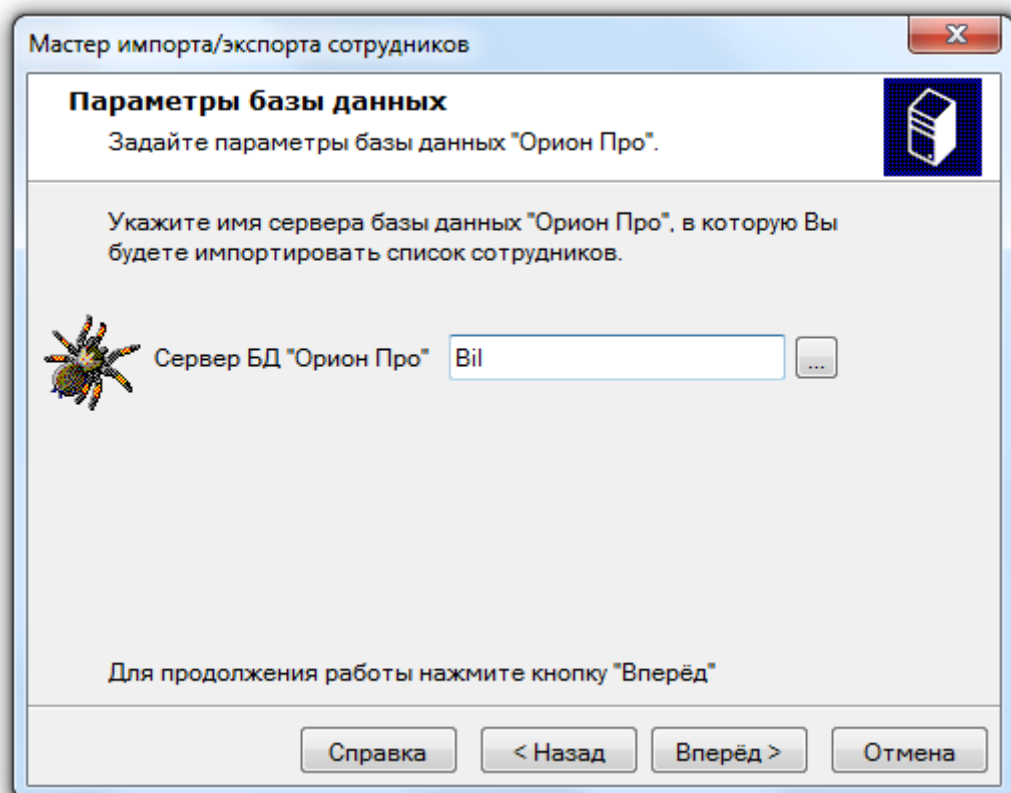 Мастер импорта/экспорта сотрудников
x
Параметры базы данных
Задайте параметры базы данных "Орион Про".
Укажите имя сервера базы данных "Орион Про", в которую Вы
будете импортировать список сотрудников.
Сервер БД "Орион Про" Bil ...
Для продолжения работы нажмите кнопку "Вперёд"
Справка < Назад Вперёд > Отмена